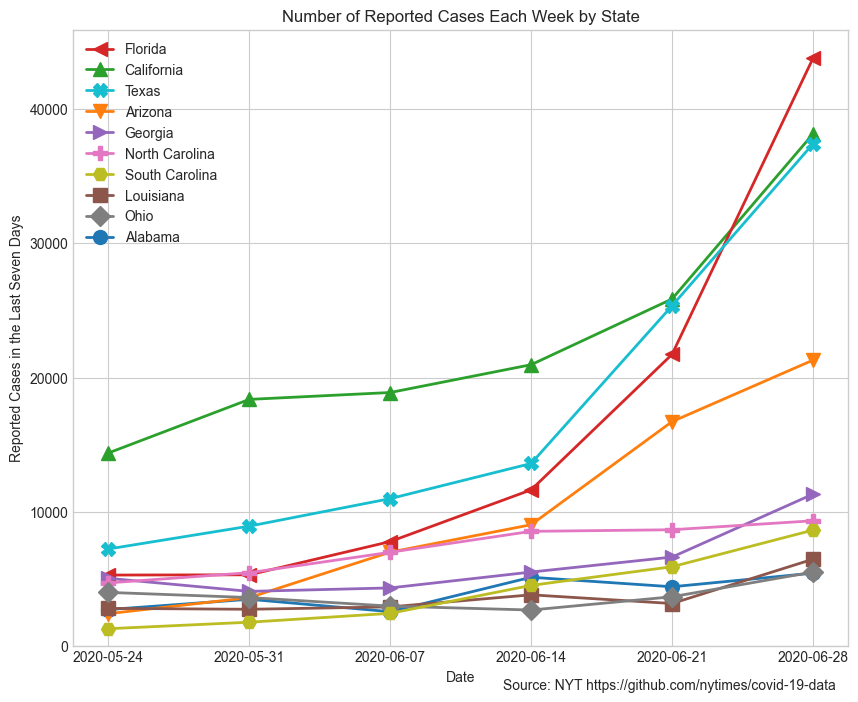 Number of Reported Cases Each Week by State
Florida
California
Texas
Arizona
Georgia
North Carolina
South Carolina
Louisiana
Ohio
Alabama
Reported Cases in the Last Seven Days
40000
30000
20000
10000
0
2020-05-24 2020-05-31 2020-06-07 2020-06-14 2020-06-21 2020-06-28
Date
Source: NYT https://github.com/nytimes/covid-19-data